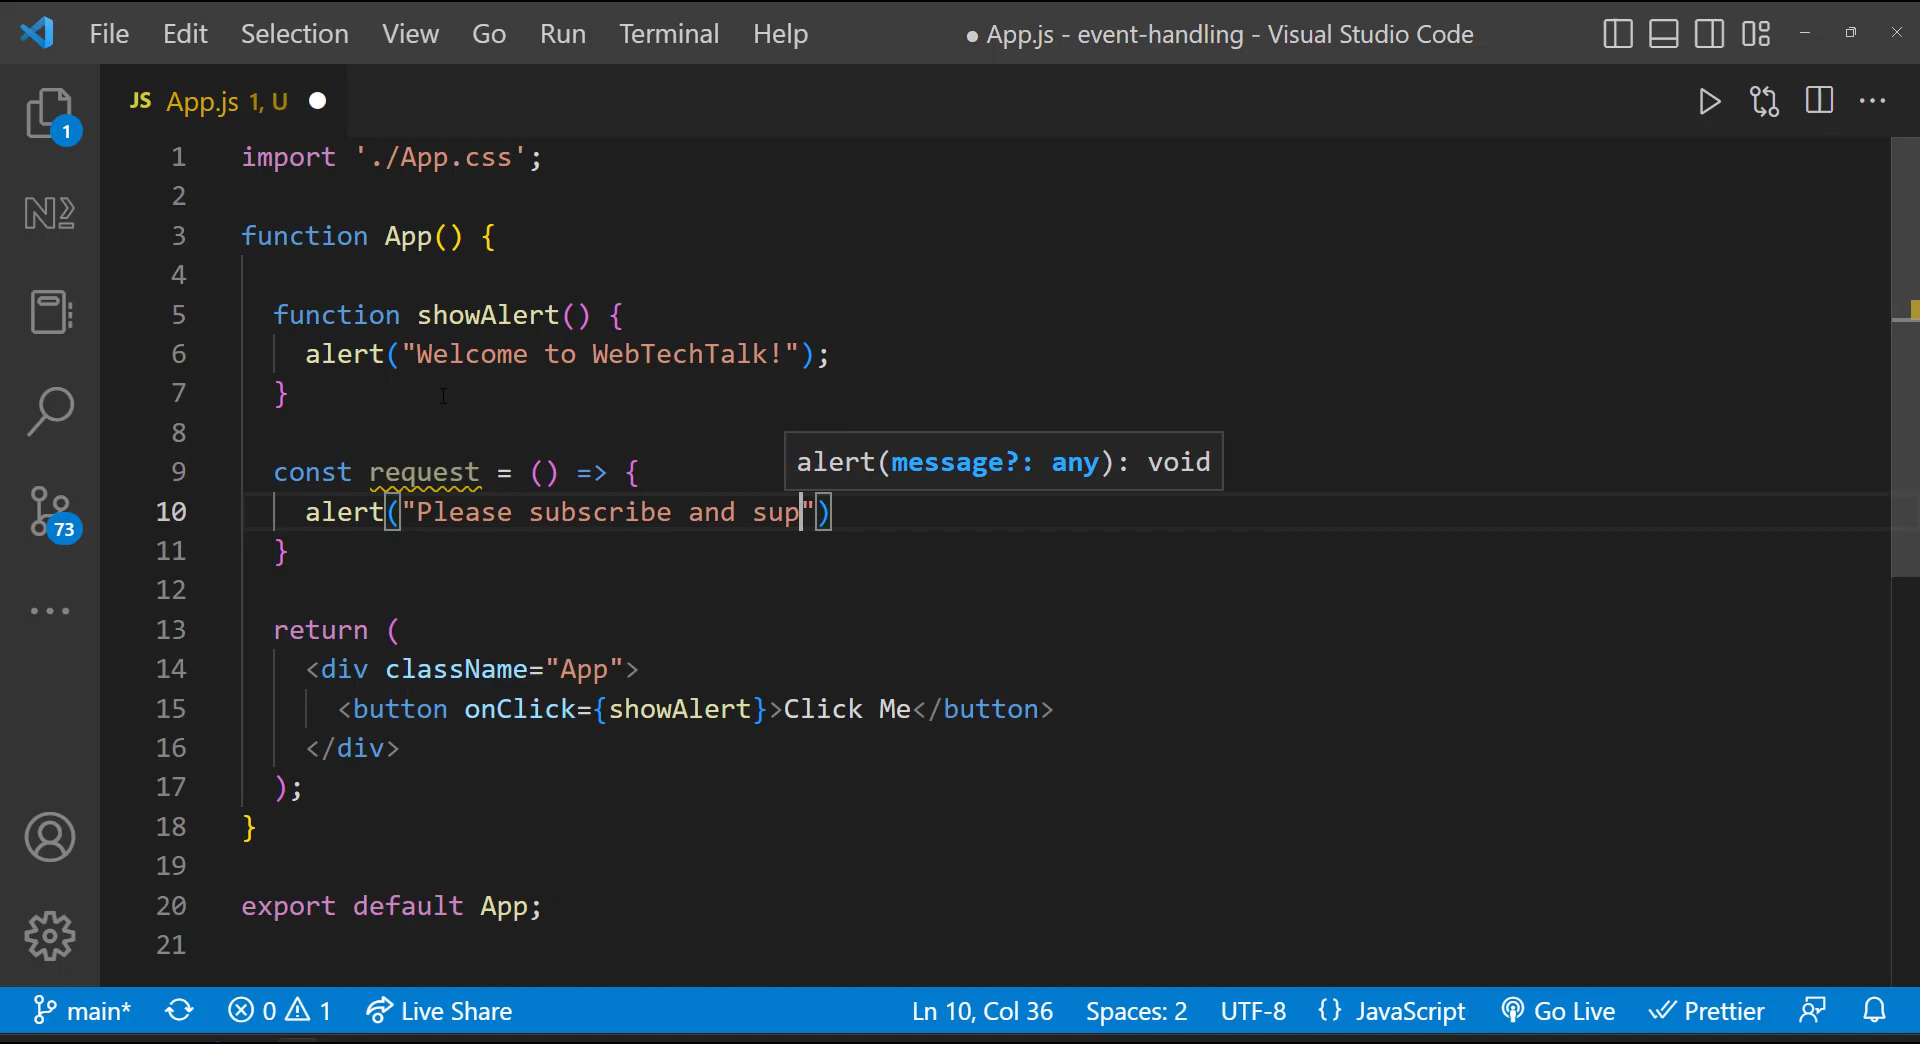 File Edit Selection View Go Run Terminal Help ● App.js - event-handling - Visual Studio Code
JS App.js 1, U
1 import './App.css';
2
3 function App() {
4
5 function showAlert() {
6 alert("Welcome to WebTechTalk!");
7 }
8
alert(message?: any): void
9 const request = () => {
10 alert("Please subscribe and sup")
11 }
12
13 return (
14 <div className="App">
15 <button onClick={showAlert}>Click Me</button>
16 </div>
17 );
18 }
19
20 export default App;
21
1
73
main* 0 1 Live Share Ln 10, Col 36 Spaces: 2 UTF-8 {} JavaScript Go Live Prettier